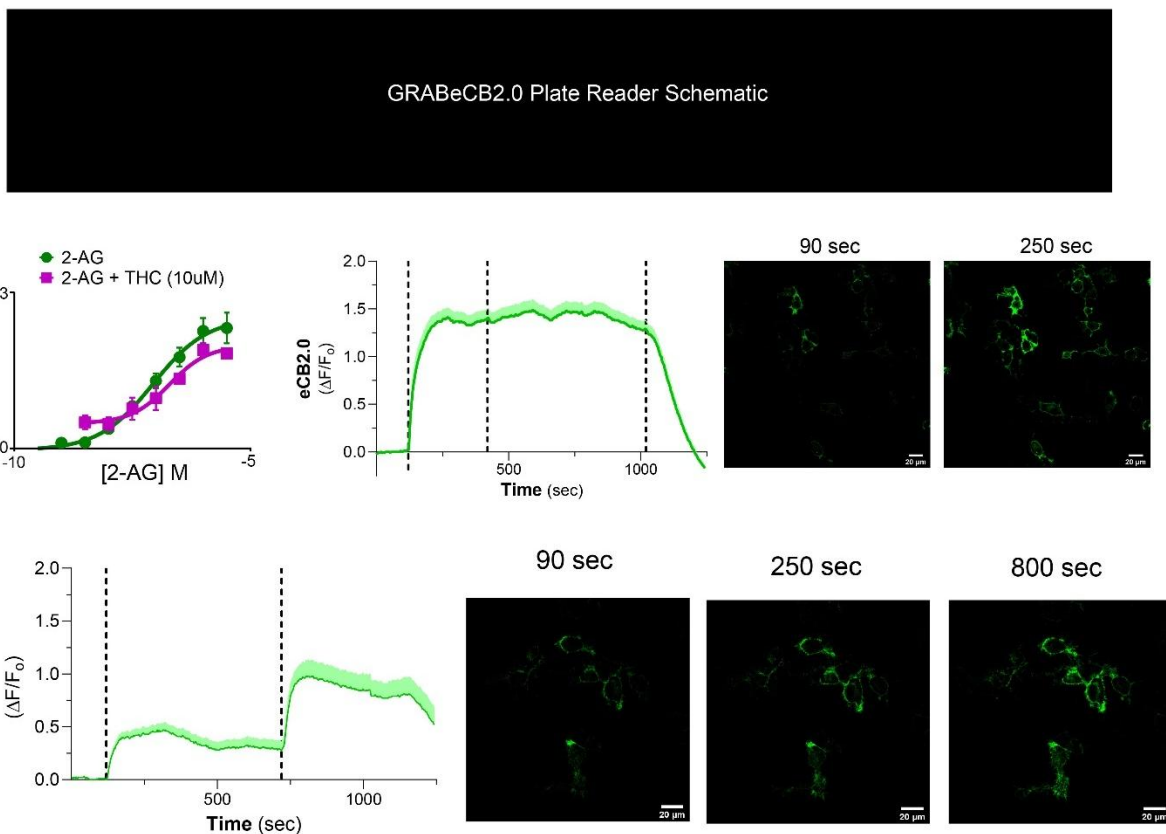 GRABeCB2.0 Plate Reader Schematic
2-AG
2-AG + THC (10uM)
3
0
-10
-5
[2-AG] M
2.0
1.5
1.0
0.5
0.0
eCB2.0
(ΔF/Fo)
500
1000
Time (sec)
90 sec
250 sec
20 µm
20 µm
2.0
1.5
1.0
0.5
0.0
(ΔF/Fo)
500
1000
Time (sec)
90 sec
250 sec
800 sec
20 µm
20 µm
20 µm